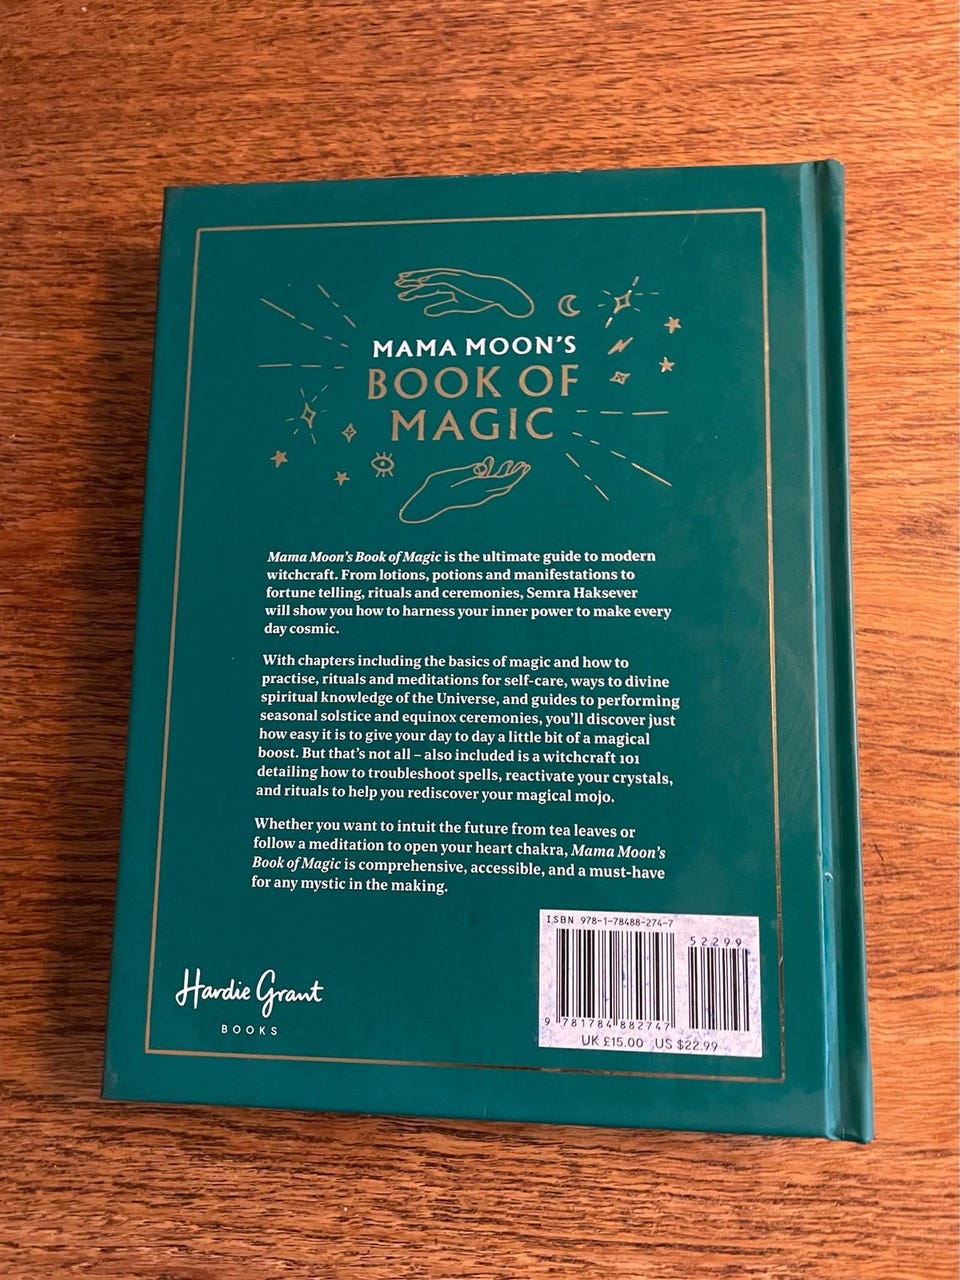 MAMA MOON'S
BOOK OF
MAGIC
Mama Moon's Book of Magic is the ultimate guide to modern
witchcraft. From lotions, potions and manifestations to
fortune telling, rituals and ceremonies, Semra Haksever
will show you how to harness your inner power to make every
day cosmic.
With chapters including the basics of magic and how to
practise, rituals and meditations for self-care, ways to divine
spiritual knowledge of the Universe, and guides to performing
seasonal solstice and equinox ceremonies, you'll discover just
how easy it is to give your day to day a little bit of a magical
boost. But that's not all – also included is a witchcraft 101
detailing how to troubleshoot spells, reactivate your crystals,
and rituals to help you rediscover your magical mojo.
Whether you want to intuit the future from tea leaves or
follow a meditation to open your heart chakra, Mama Moon's
Book of Magic is comprehensive, accessible, and a must-have
for any mystic in the making.
Hardie Grant
BOOKS
ISBN 978-1-78488-274-7
52299
9 781784 882747
UK £15.00 US $22.99